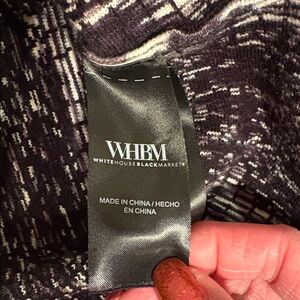 WHBM
WHITE HOUSE BLACK MARKET
MADE IN CHINA / HECHO
EN CHINA